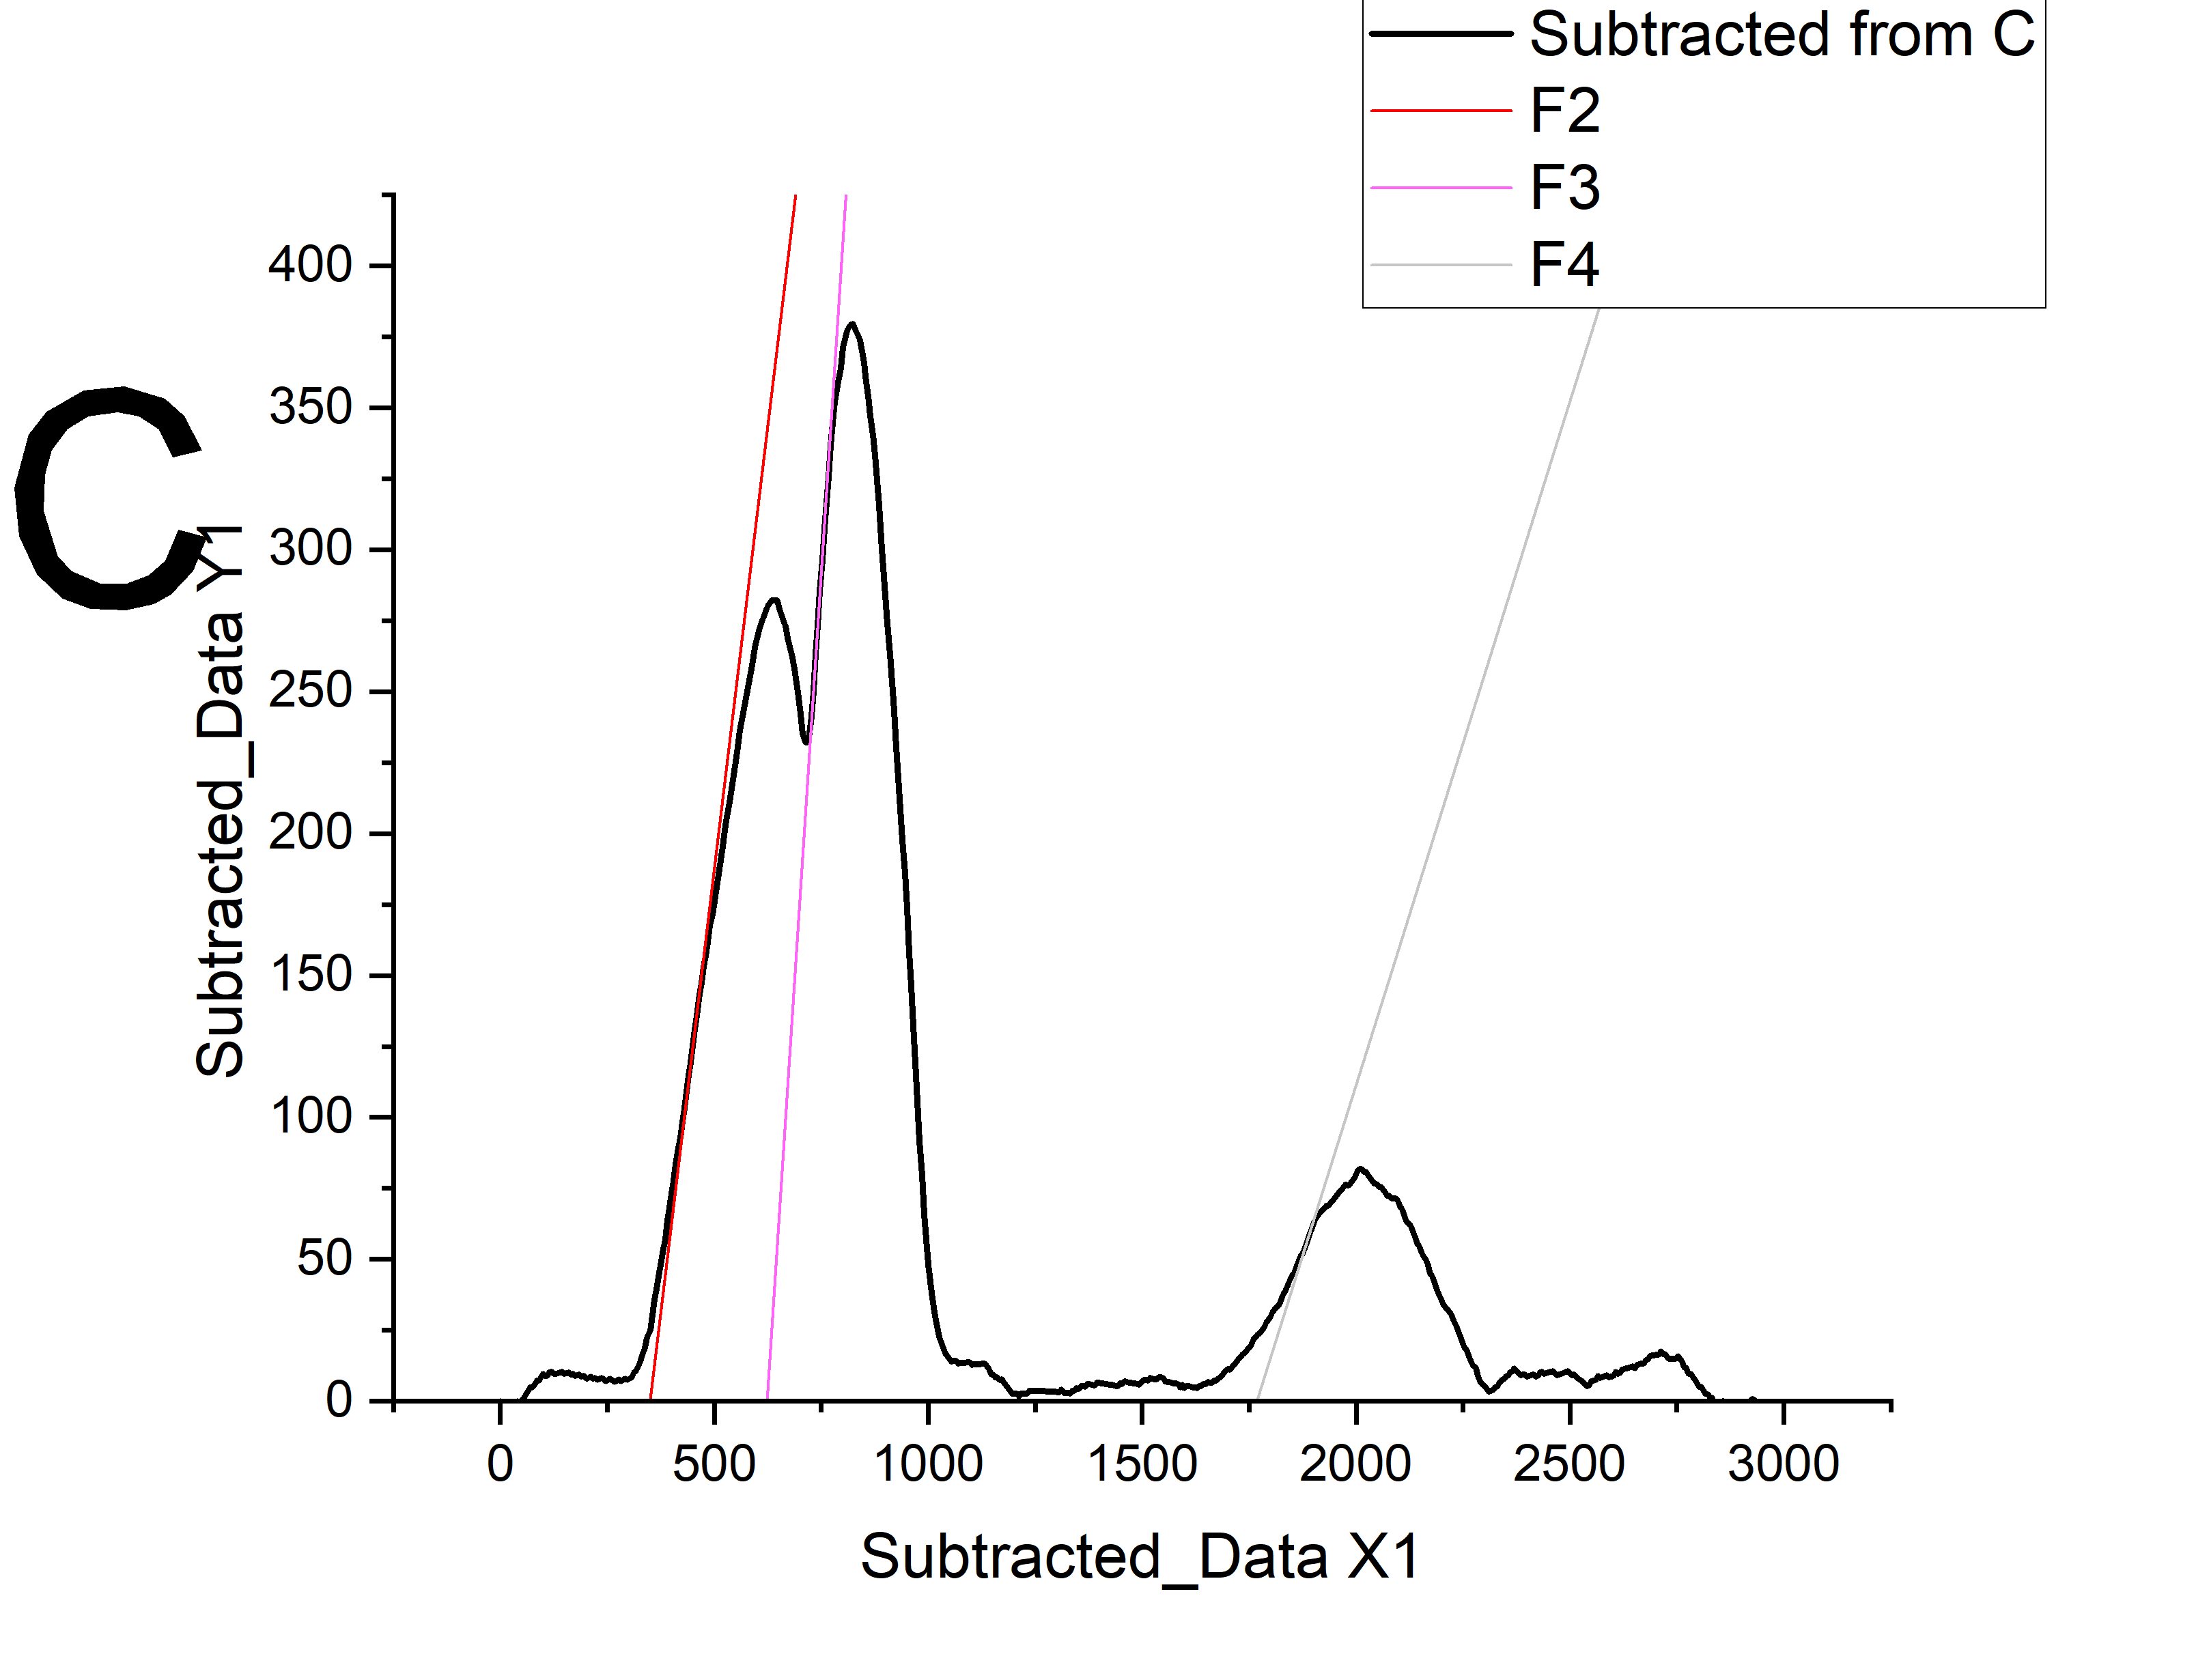 Subtracted from C
F2
F3
F4
C
Subtracted_Data Y1
400
350
300
250
200
150
100
50
0
0 500 1000 1500 2000 2500 3000
Subtracted_Data X1